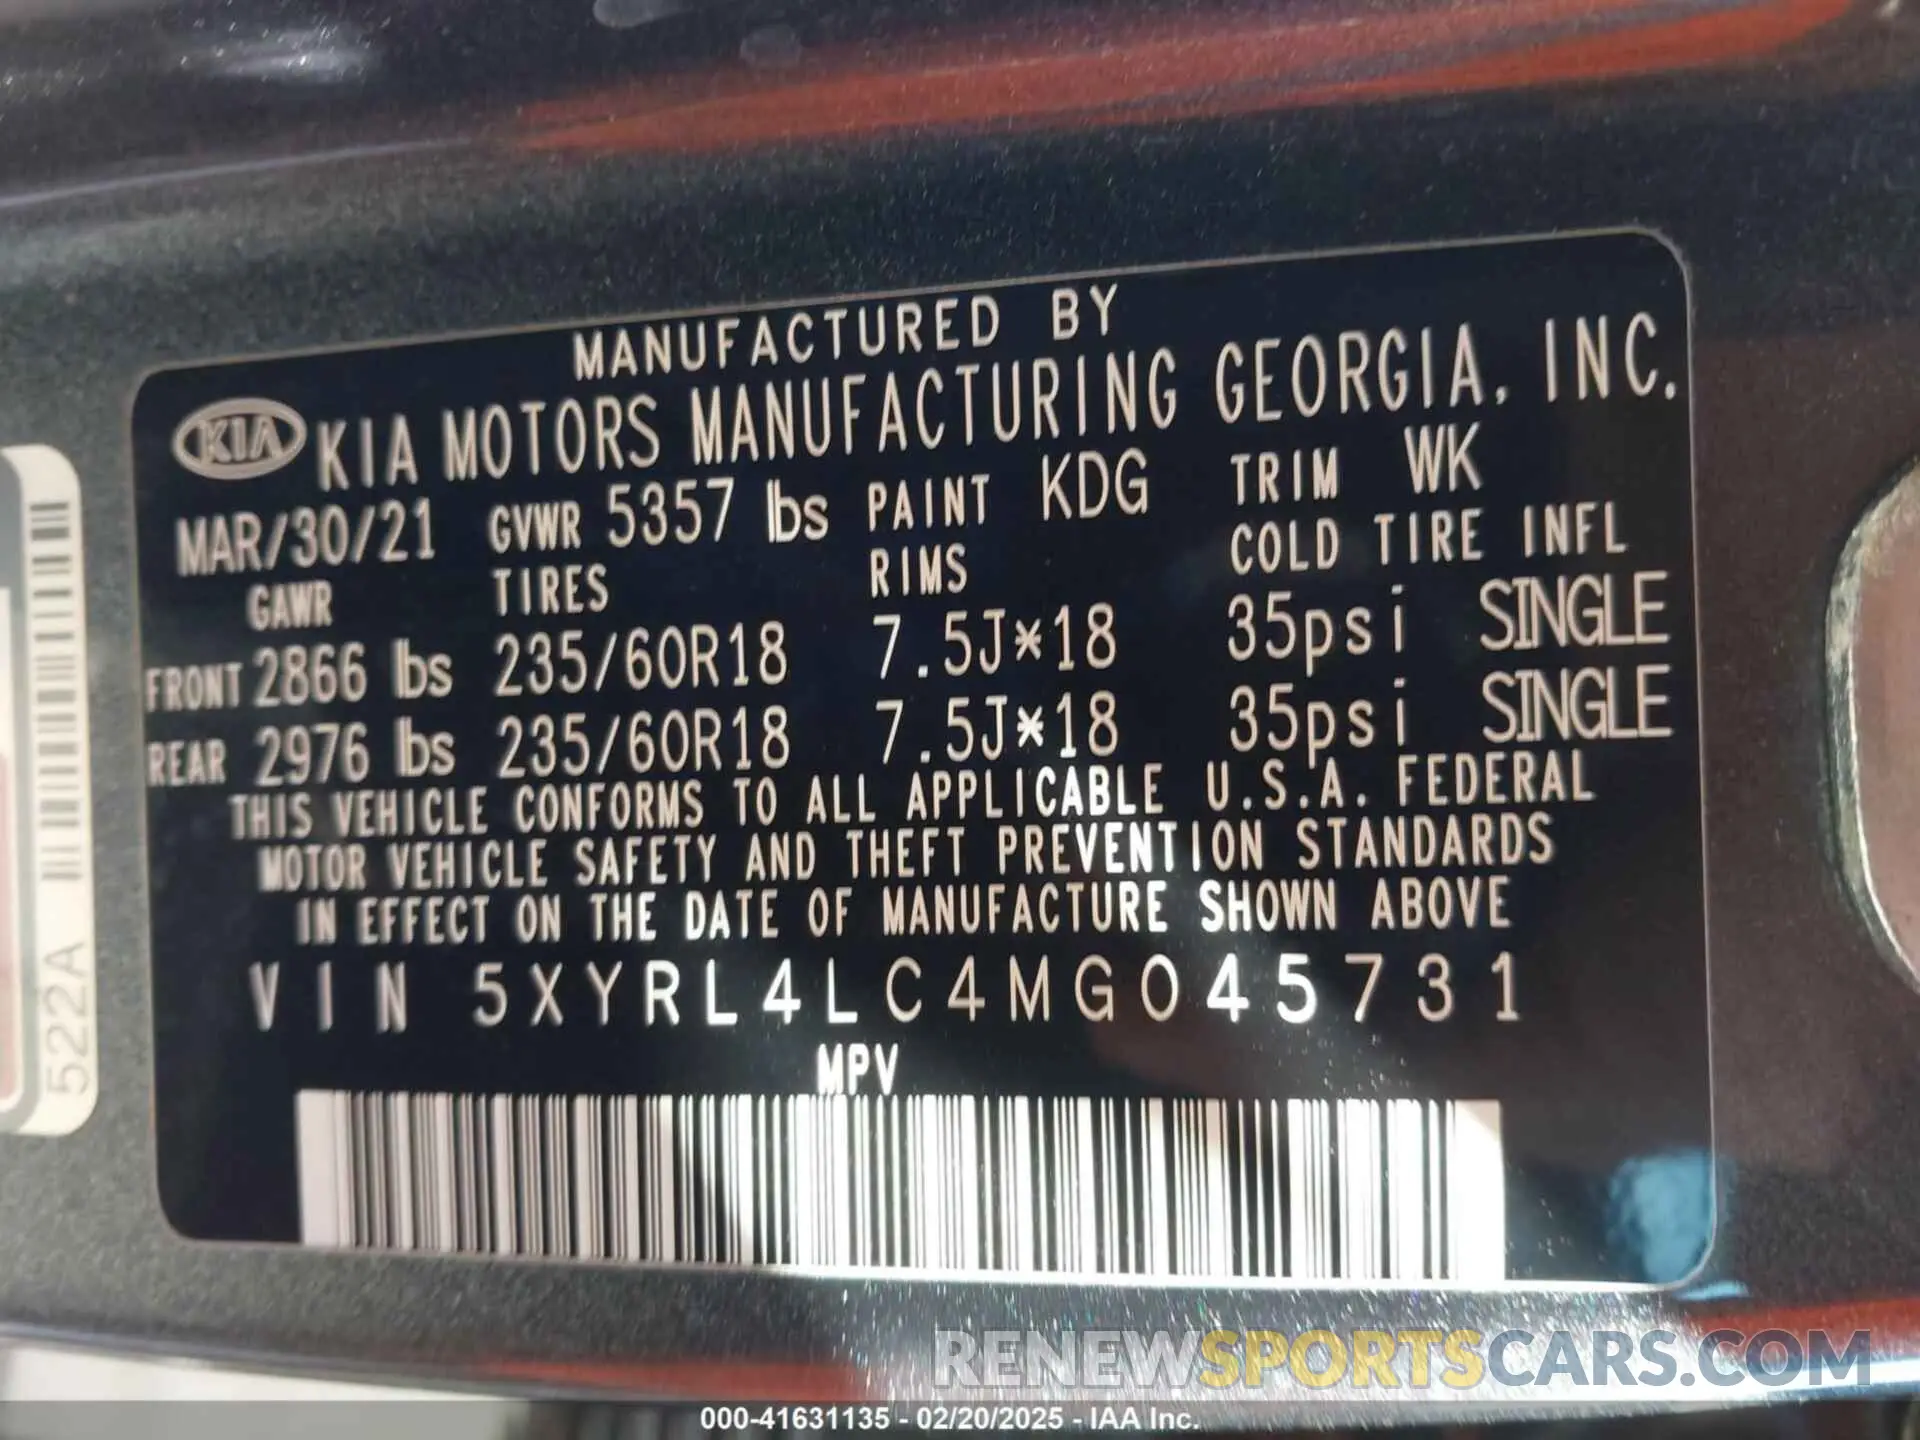 MANUFACTURED BY
KIA KIA MOTORS MANUFACTURING GEORGIA, INC.
MAR/30/21 GVWR 5357 lbs PAINT KDG TRIM WK
GAWR TIRES RIMS COLD TIRE INFL
FRONT 2866 lbs 235/60R18 7.5J*18 35psi SINGLE
REAR 2976 lbs 235/60R18 7.5J*18 35psi SINGLE
THIS VEHICLE CONFORMS TO ALL APPLICABLE U.S.A. FEDERAL
MOTOR VEHICLE SAFETY AND THEFT PREVENTION STANDARDS
IN EFFECT ON THE DATE OF MANUFACTURE SHOWN ABOVE
VIN 5XYRL4LC4MG045731
MPV
522A
RENEWSPORTSCARS.COM
000-41631135 - 02/20/2025 - IAA Inc.